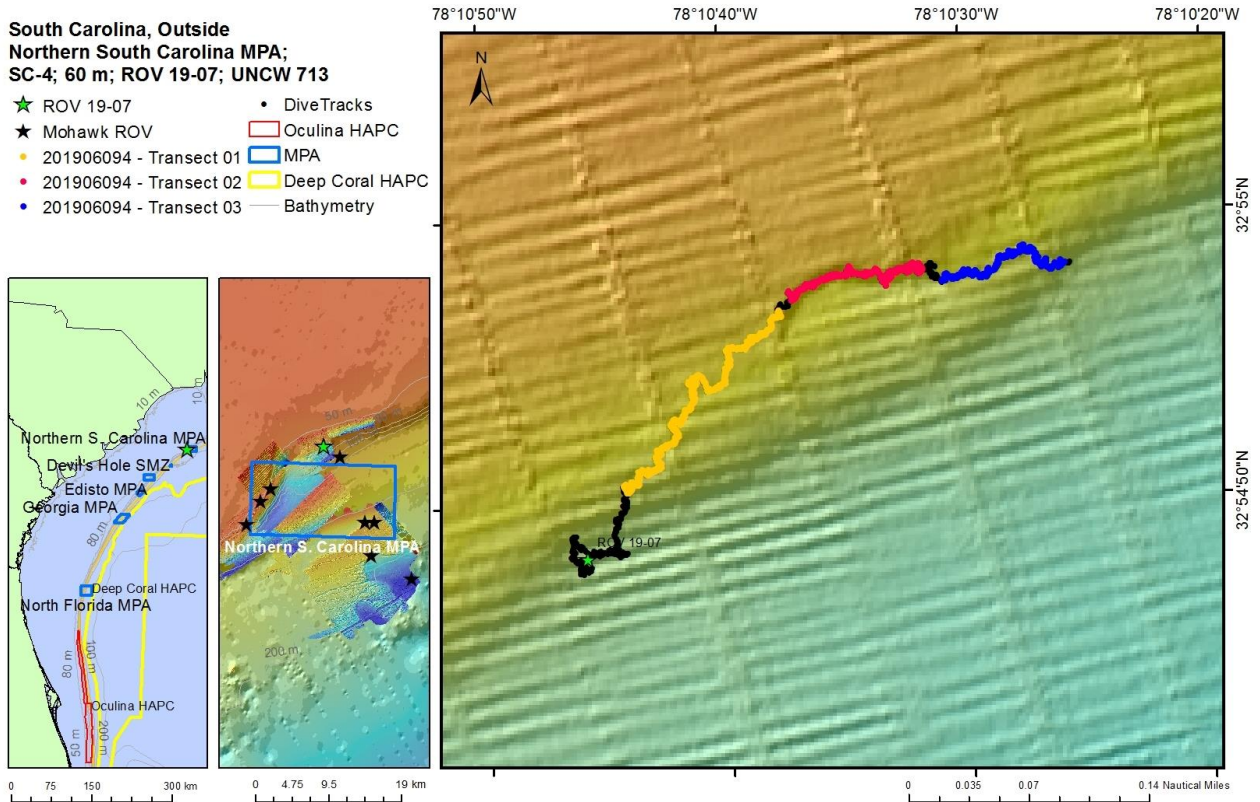 South Carolina, Outside
Northern South Carolina MPA;
SC-4; 60 m; ROV 19-07; UNCW 713
ROV 19-07
Mohawk ROV
201906094 - Transect 01
201906094 - Transect 02
201906094 - Transect 03
DiveTracks
Oculina HAPC
MPA
Deep Coral HAPC
Bathymetry
10 m
10 m
Northern S. Carolina MPA
Devil's Hole SMZ
Edisto MPA
Georgia MPA
80 m
Deep Coral HAPC
North Florida MPA
80 m
100 m
Oculina HAPC
50 m
200 m
0 75 150 300 km
50 m
Northern S. Carolina MPA
200 m
0 4.75 9.5 19 km
78°10'50"W 78°10'40"W 78°10'30"W 78°10'20"W
N
32°55'N
32°54'50"N
ROV 19-07
0 0.035 0.07 0.14 Nautical Miles